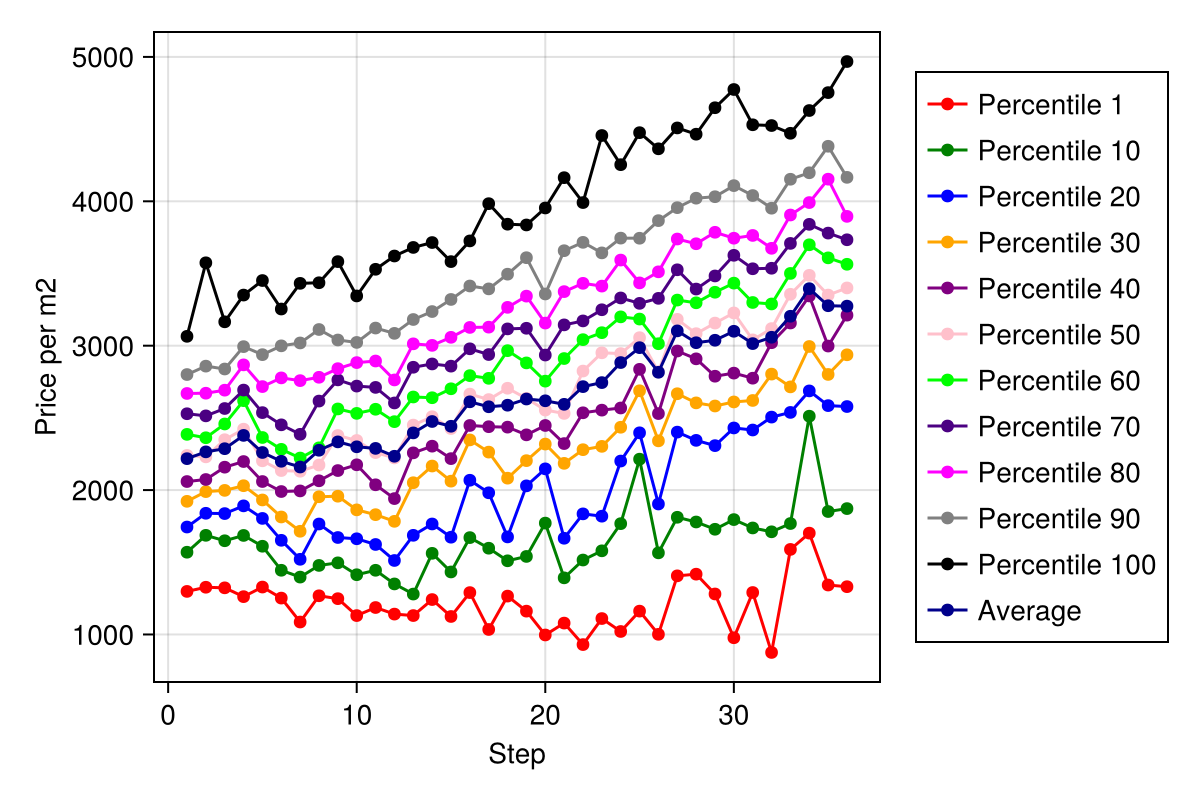 5000
4000
3000
2000
1000
Price per m2
0 10 20 30
Step
Percentile 1
Percentile 10
Percentile 20
Percentile 30
Percentile 40
Percentile 50
Percentile 60
Percentile 70
Percentile 80
Percentile 90
Percentile 100
Average